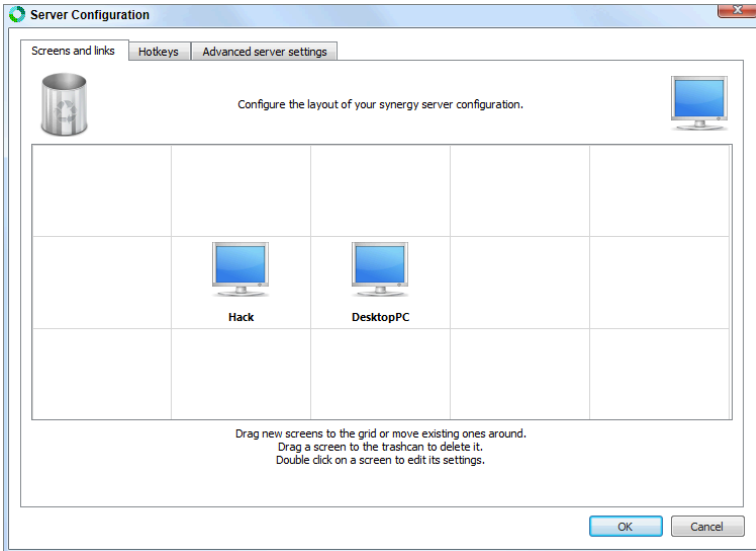 Server Configuration
Screens and links Hotkeys Advanced server settings
Configure the layout of your synergy server configuration.
Hack DesktopPC
Drag new screens to the grid or move existing ones around.
Drag a screen to the trashcan to delete it.
Double click on a screen to edit its settings.
OK Cancel